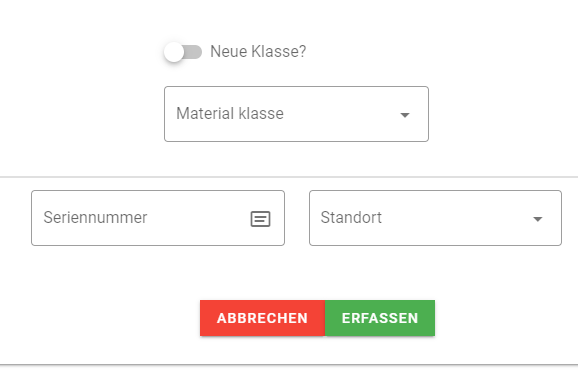 Neue Klasse?
Material klasse
Seriennummer
Standort
ABBRECHEN
ERFASSEN